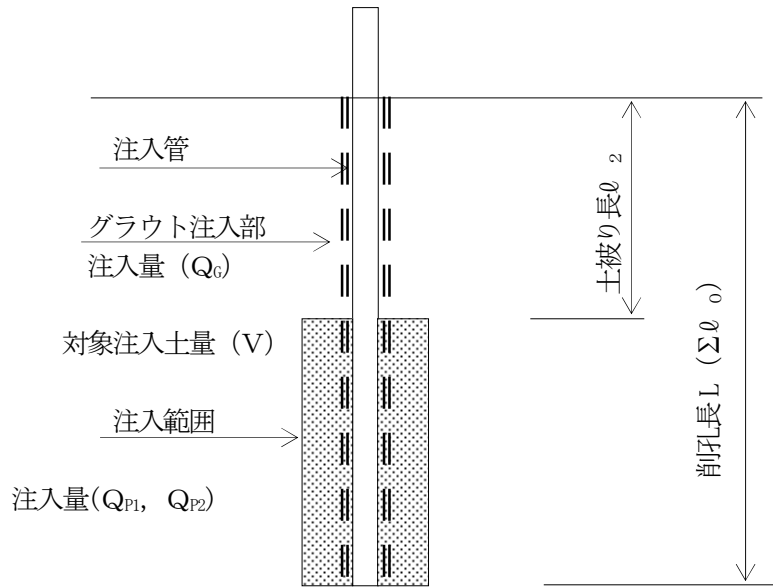 注入管
グラウト注入部
注入量（QG）
対象注入土量（V）
注入範囲
注入量(QP1, QP2)
土被り長ℓ2
削孔長L（Σℓ0）